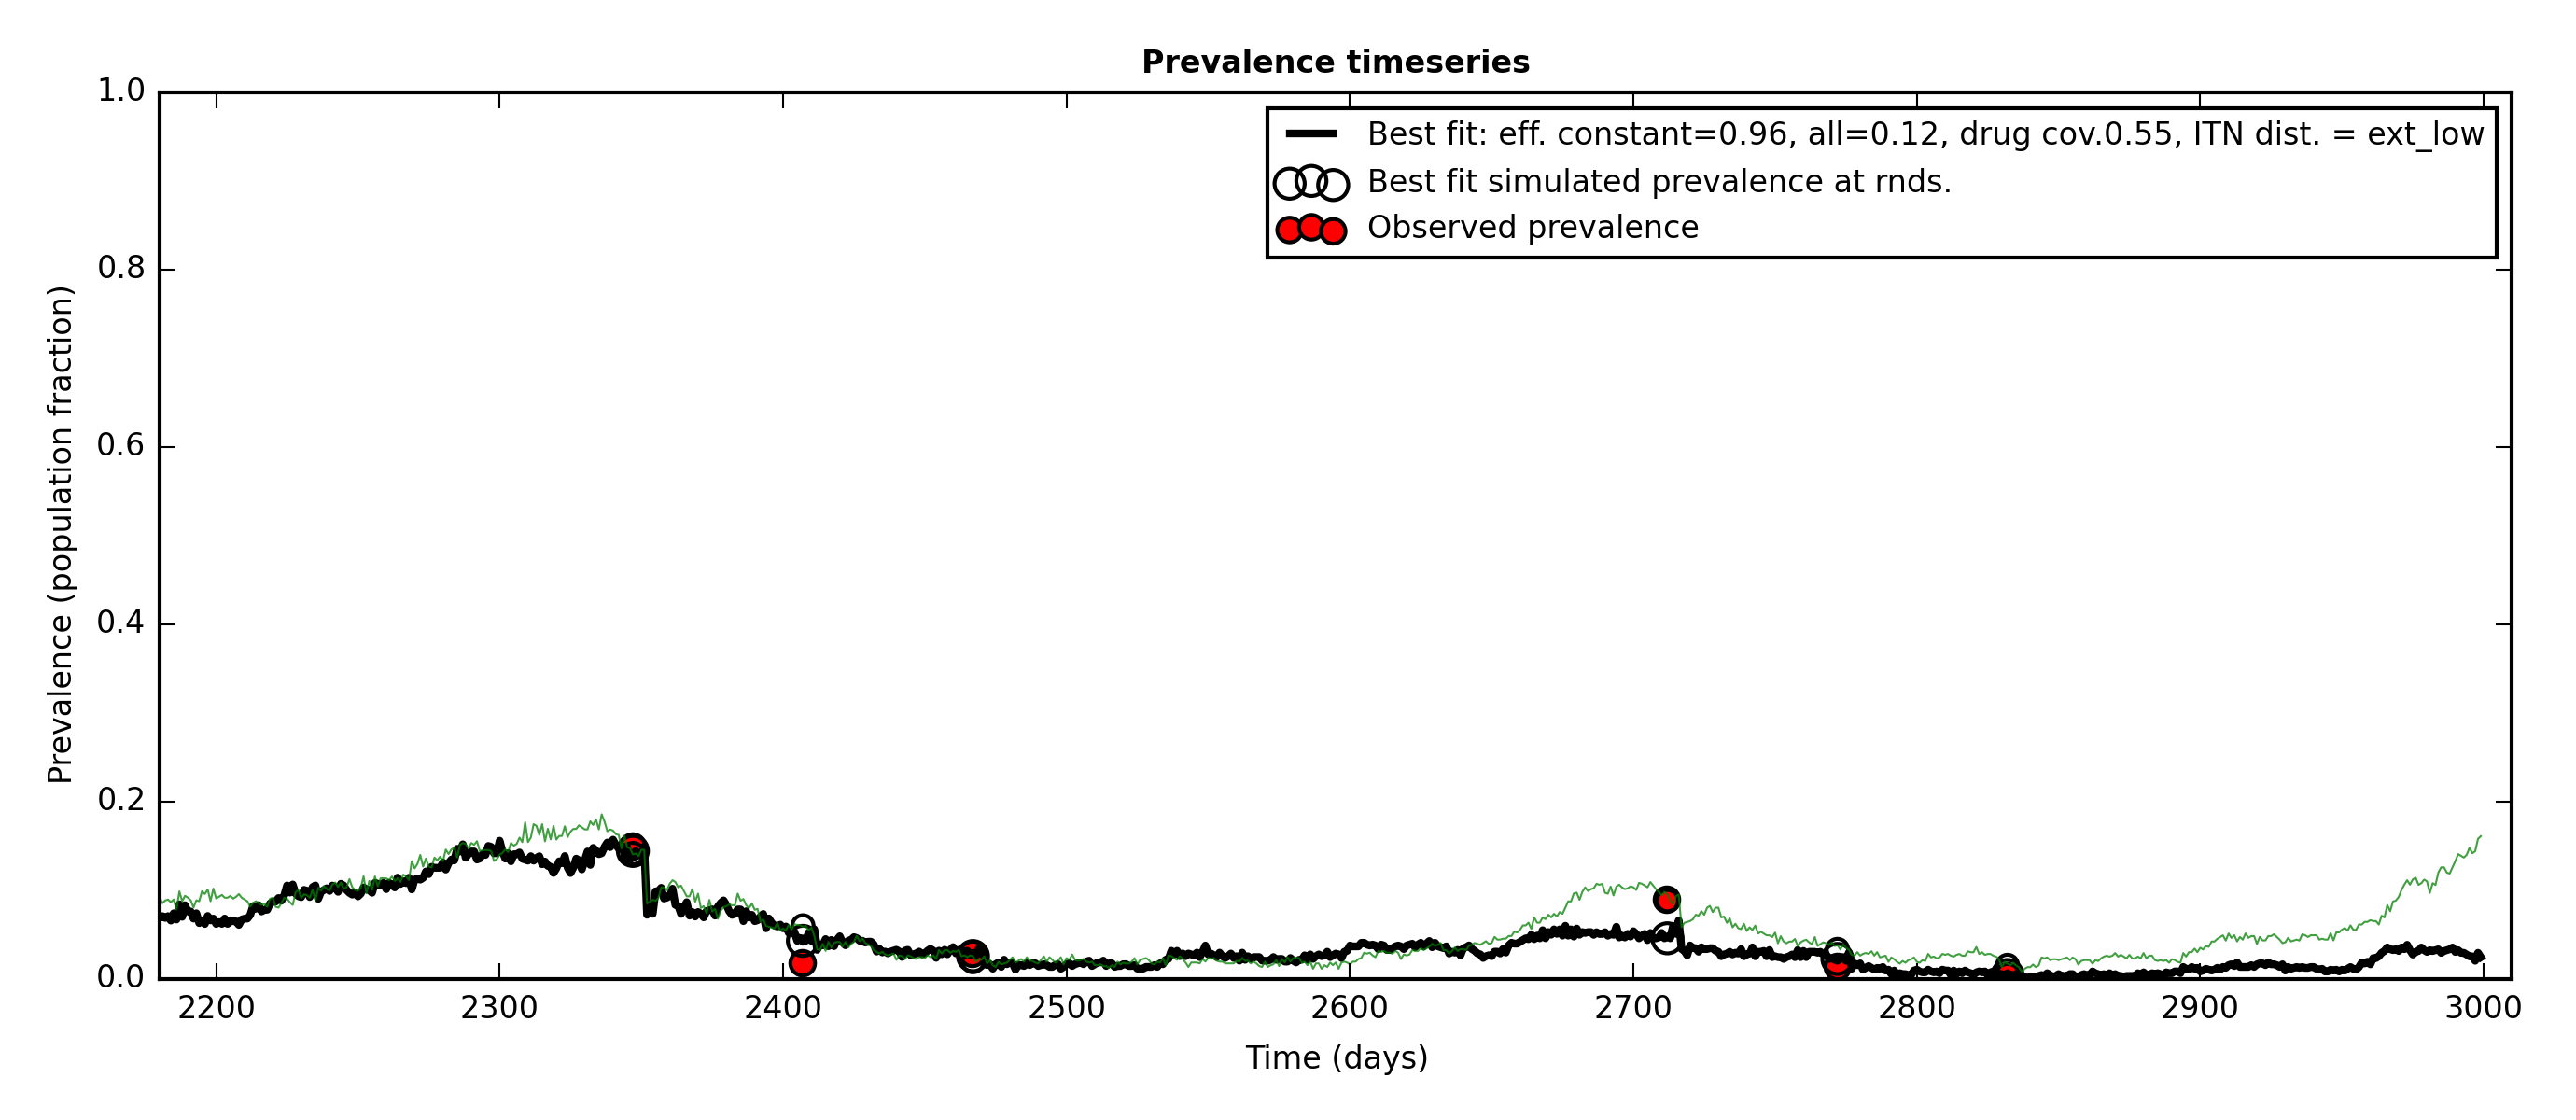 Prevalence timeseries
1.0
0.8
0.6
0.4
0.2
0.0
Prevalence (population fraction)
Best fit: eff. constant=0.96, all=0.12, drug cov.0.55, ITN dist. = ext_low
Best fit simulated prevalence at rnds.
Observed prevalence
2200 2300 2400 2500 2600 2700 2800 2900 3000
Time (days)